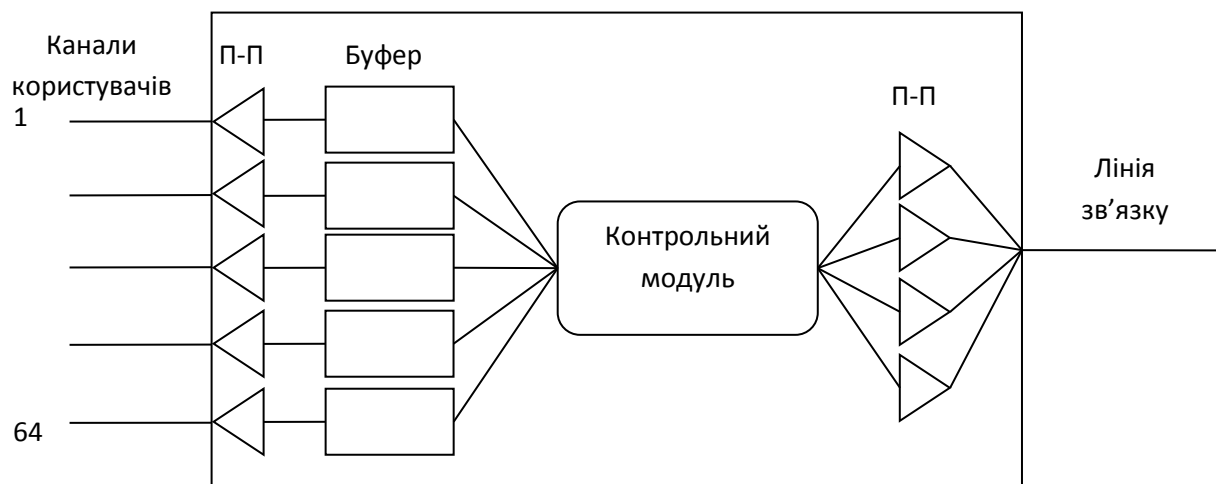 Канали
користувачів
1
П-П
Буфер
П-П
Контрольний
модуль
Лінія
зв’язку
64